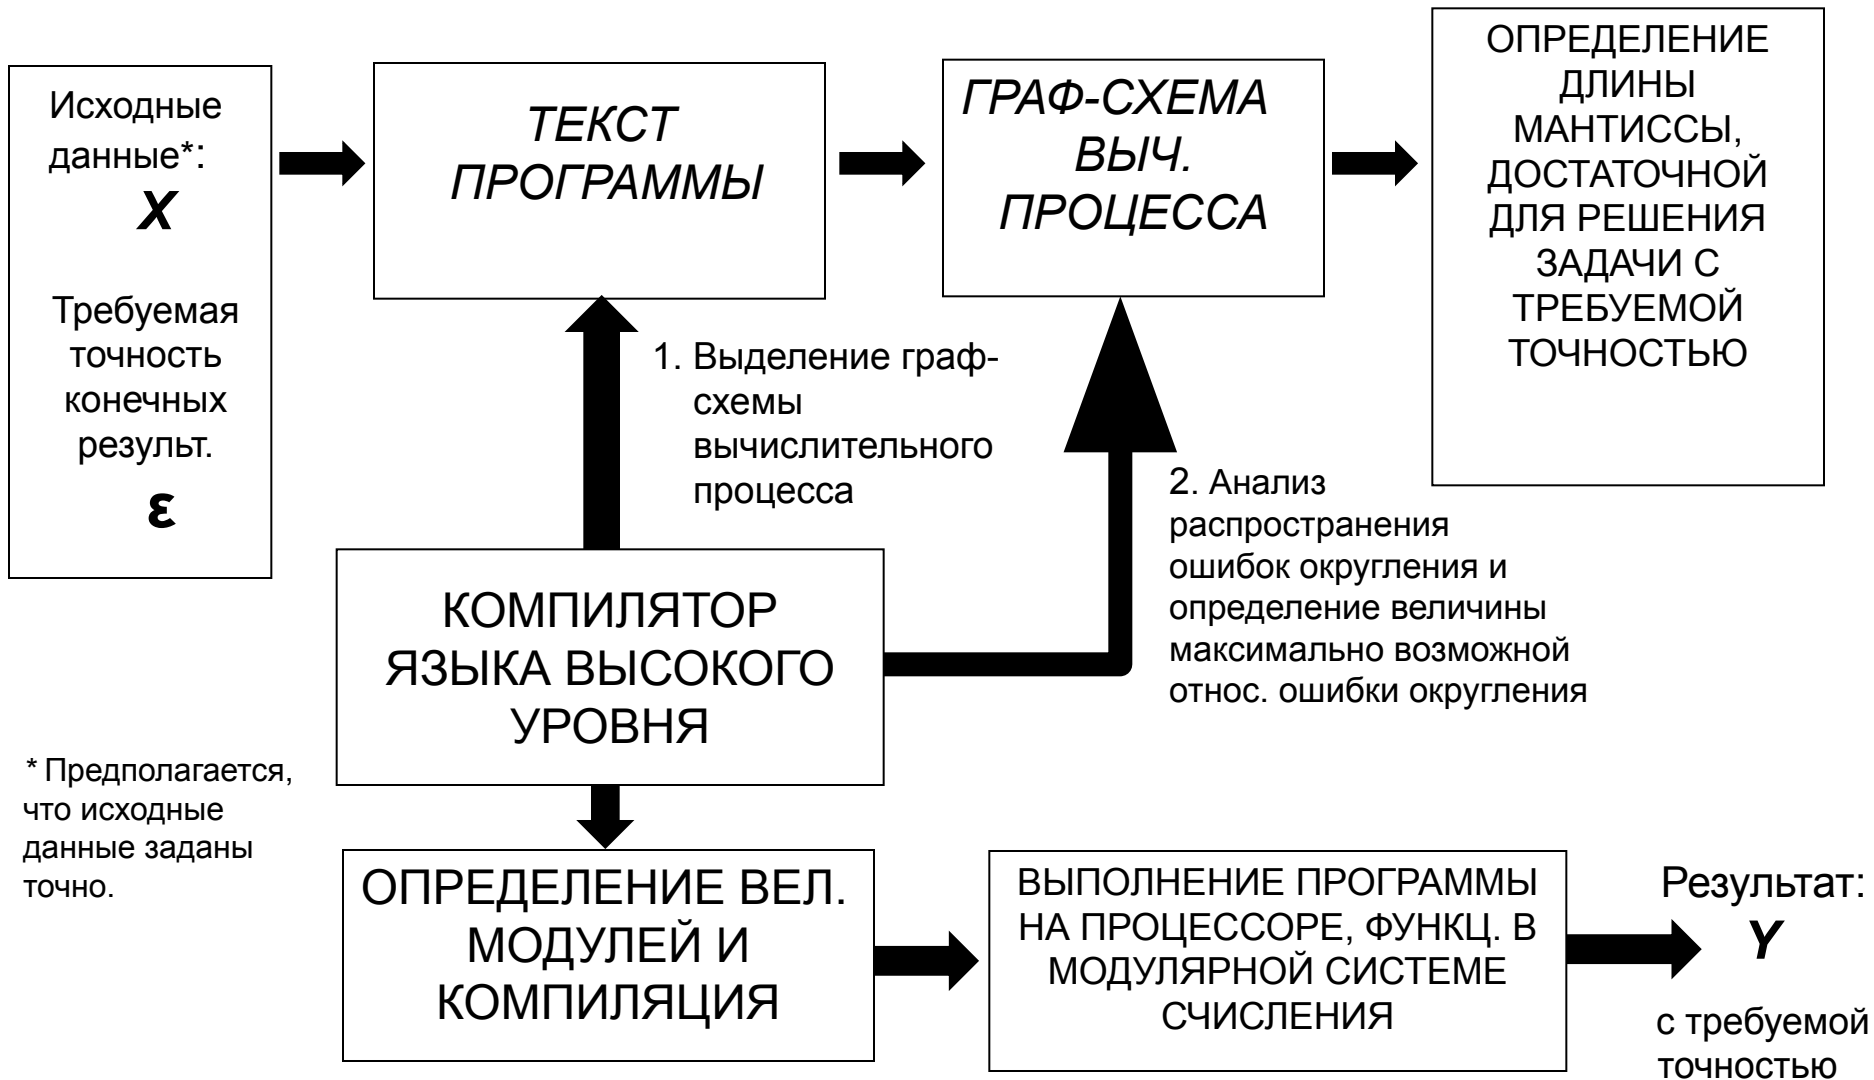 Исходные
данные*:
X
Требуемая
точность
конечных
результ.
ε
ТЕКСТ
ПРОГРАММЫ
ГРАФ-СХЕМА
ВЫЧ.
ПРОЦЕССА
ОПРЕДЕЛЕНИЕ
ДЛИНЫ
МАНТИССЫ,
ДОСТАТОЧНОЙ
ДЛЯ РЕШЕНИЯ
ЗАДАЧИ С
ТРЕБУЕМОЙ
ТОЧНОСТЬЮ
1. Выделение граф-
схемы
вычислительного
процесса
2. Анализ
распространения
ошибок округления и
определение величины
максимально возможной
относ. ошибки округления
КОМПИЛЯТОР
ЯЗЫКА ВЫСОКОГО
УРОВНЯ
* Предполагается,
что исходные
данные заданы
точно.
ОПРЕДЕЛЕНИЕ ВЕЛ.
МОДУЛЕЙ И
КОМПИЛЯЦИЯ
ВЫПОЛНЕНИЕ ПРОГРАММЫ
НА ПРОЦЕССОРЕ, ФУНКЦ. В
МОДУЛЯРНОЙ СИСТЕМЕ
СЧИСЛЕНИЯ
Результат:
Y
с требуемой
точностью